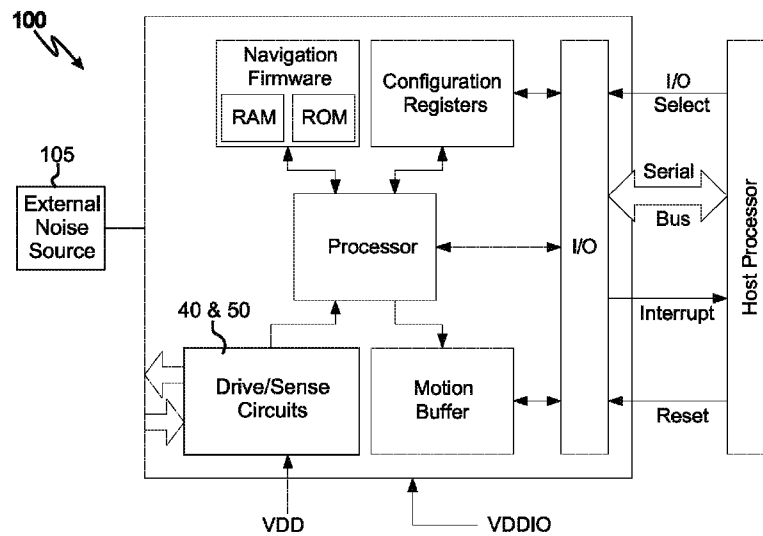 100
Navigation
Firmware
RAM
ROM
Configuration
Registers
I/O
Select
105
External
Noise
Source
Serial
Bus
Processor
I/O
Host Processor
40 & 50
Interrupt
Drive/Sense
Circuits
Motion
Buffer
Reset
VDD
VDDIO